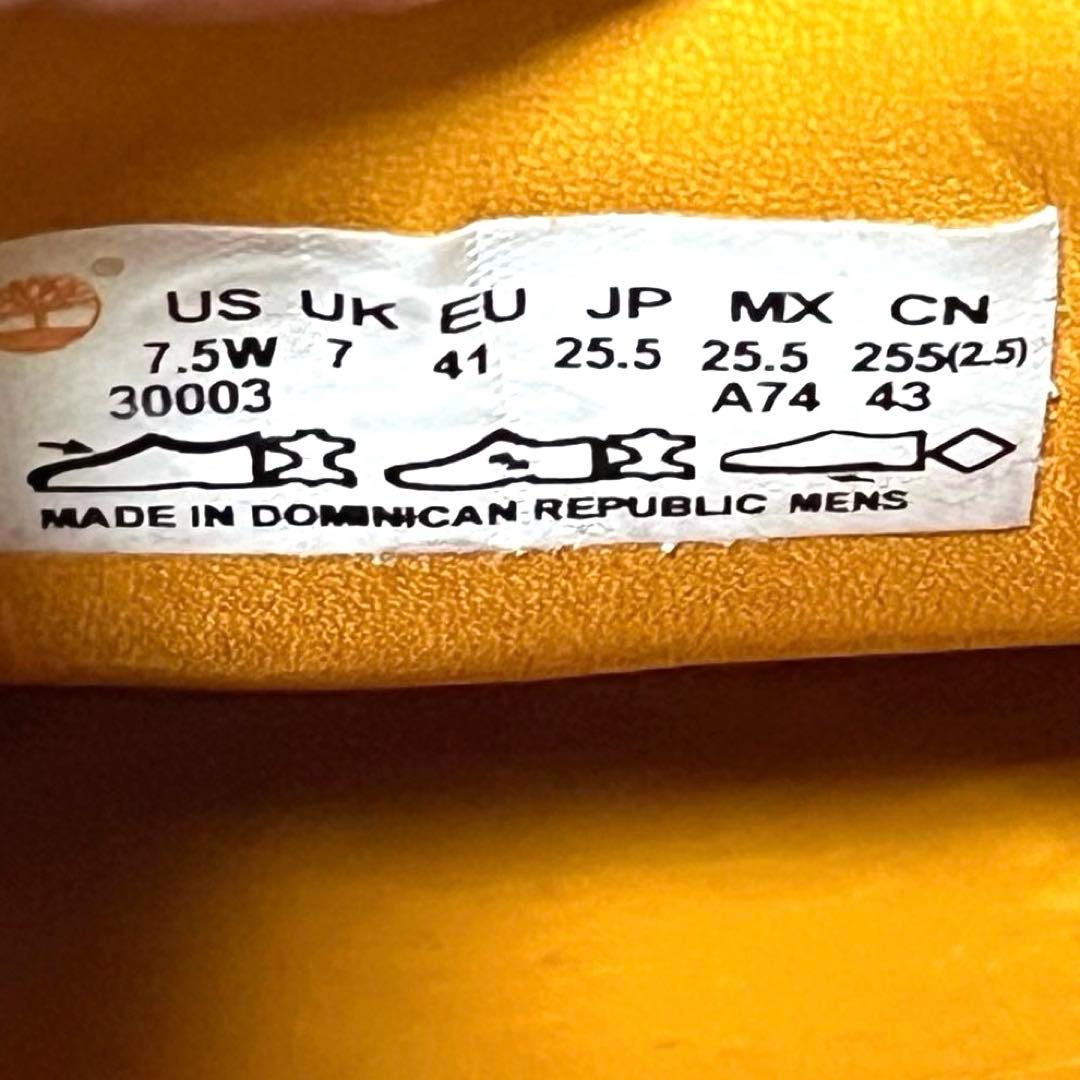 US UK EU JP MX CN
7.5W 7 41 25.5 25.5 255(2.5)
30003 A74 43
MADE IN DOMINICAN REPUBLIC MENS